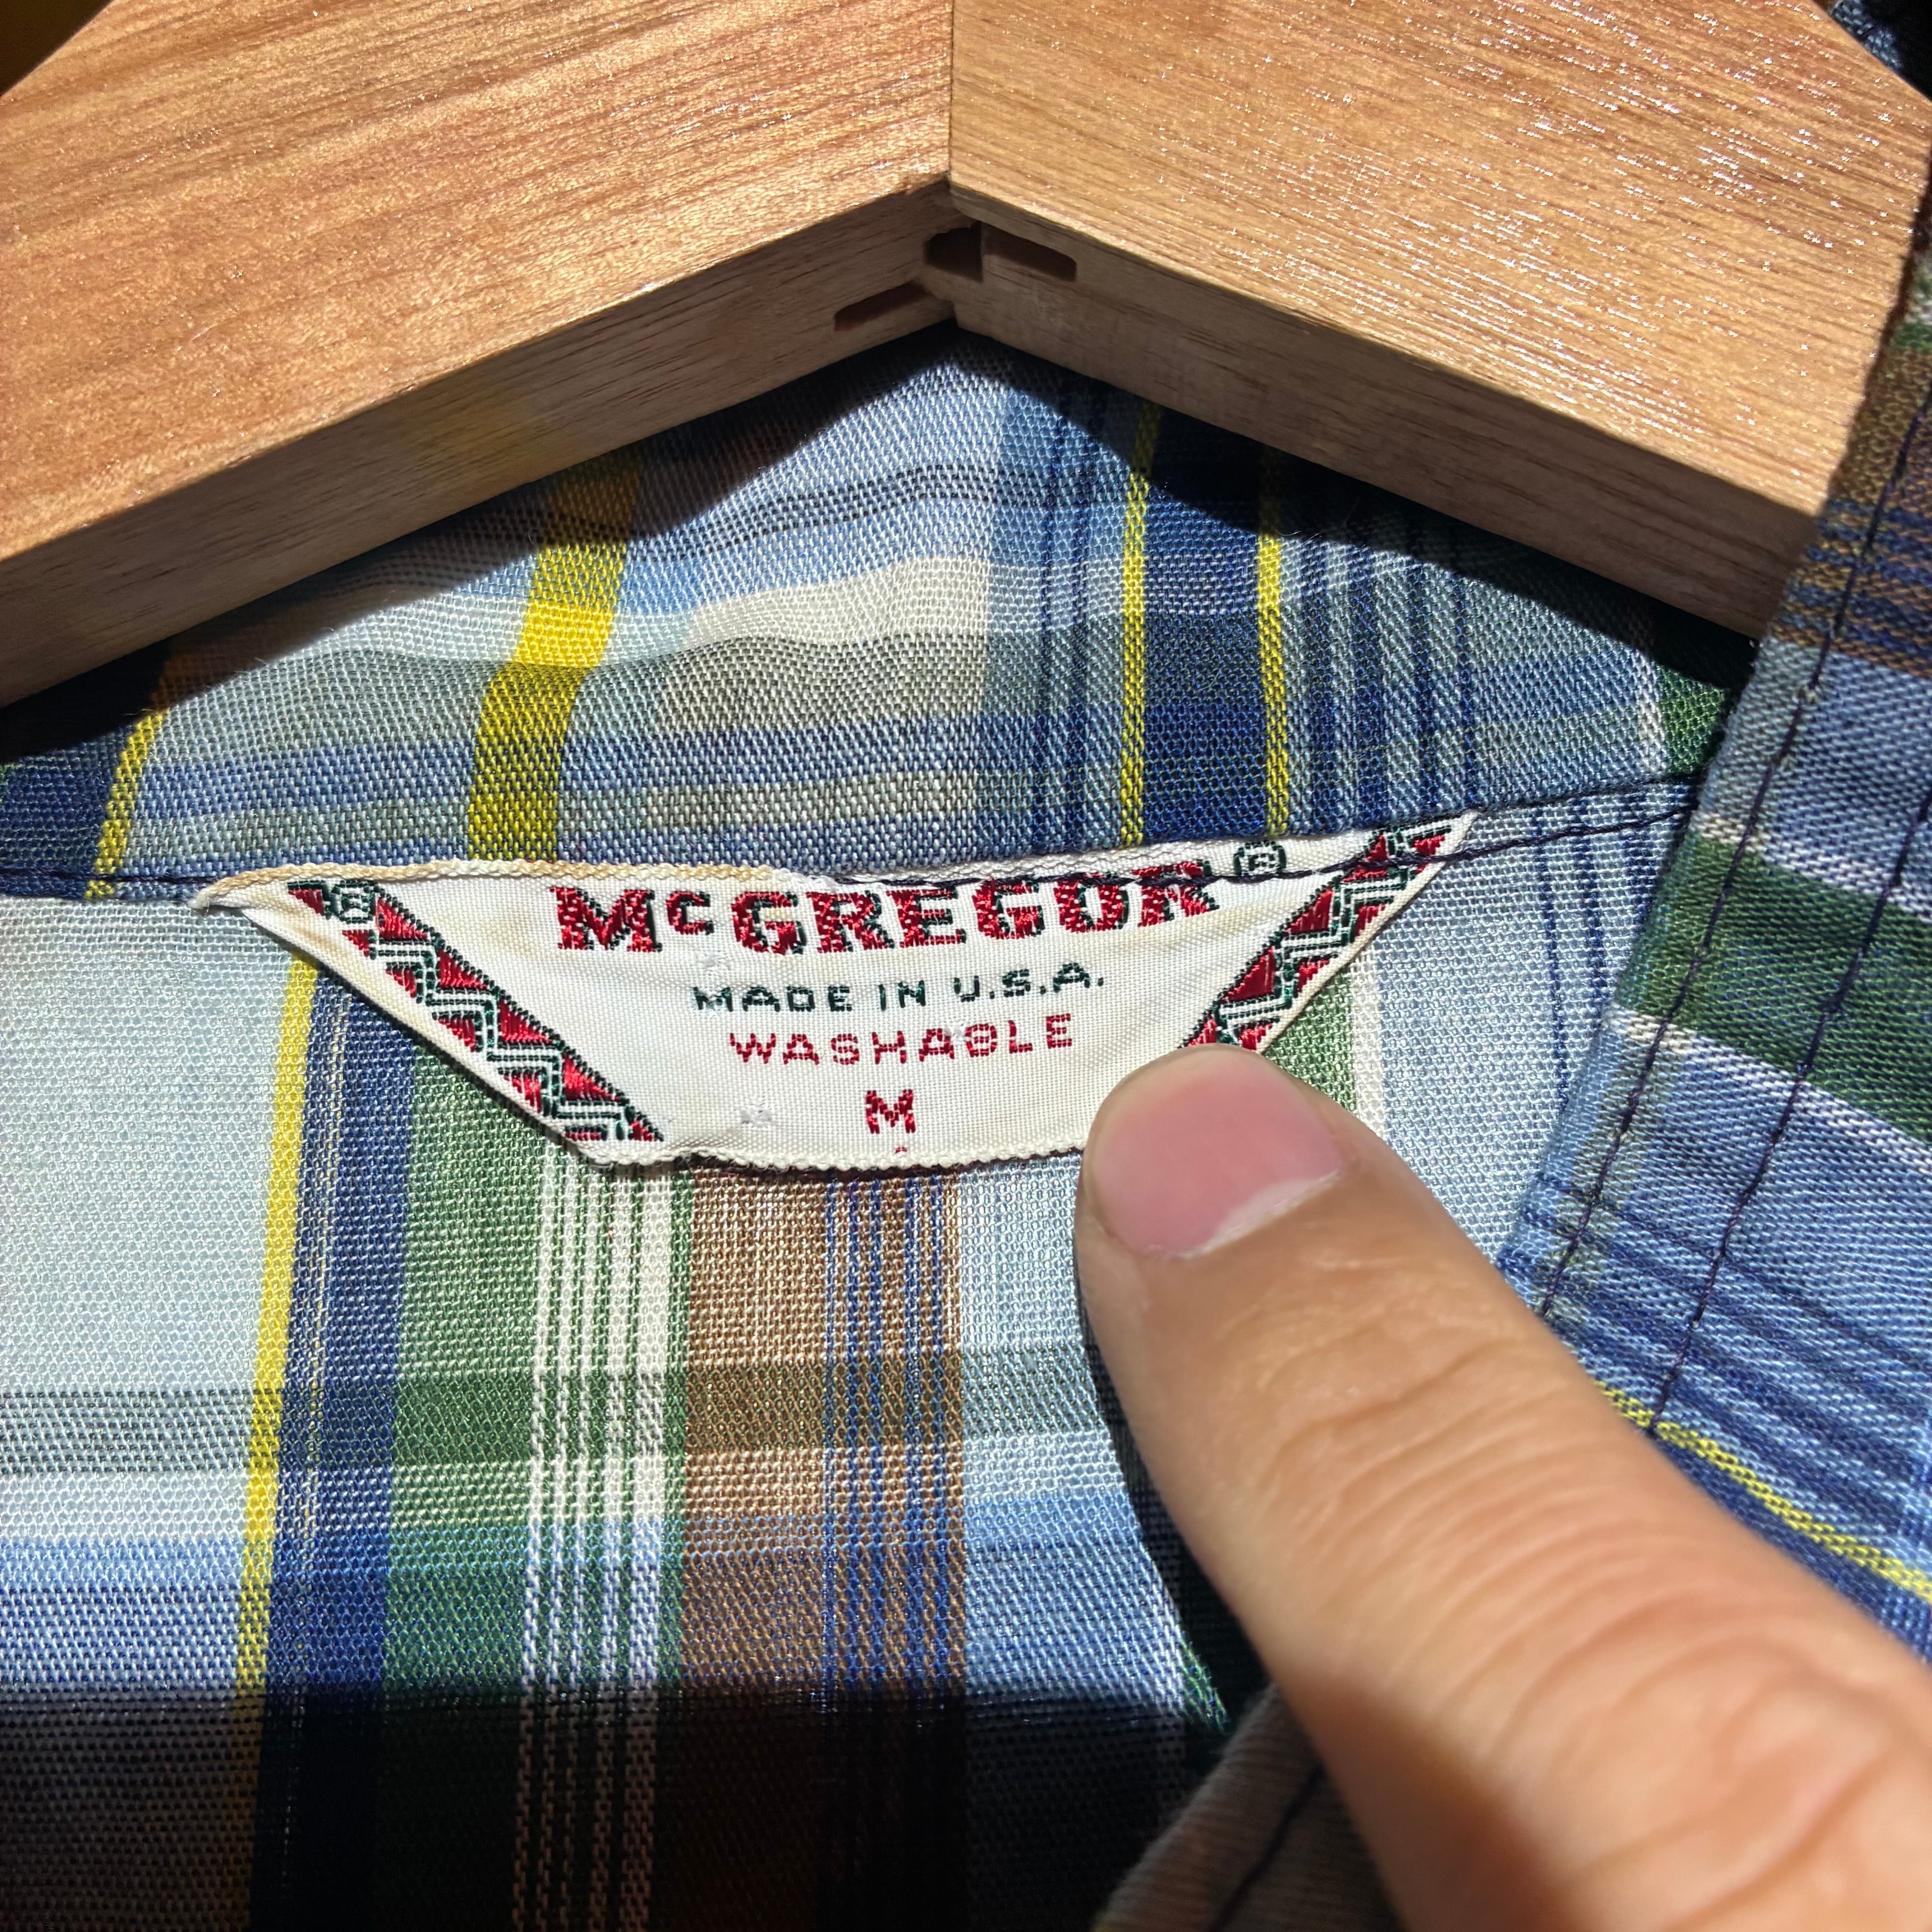 McGREGOR®
MADE IN U.S.A.
WASHABLE
M